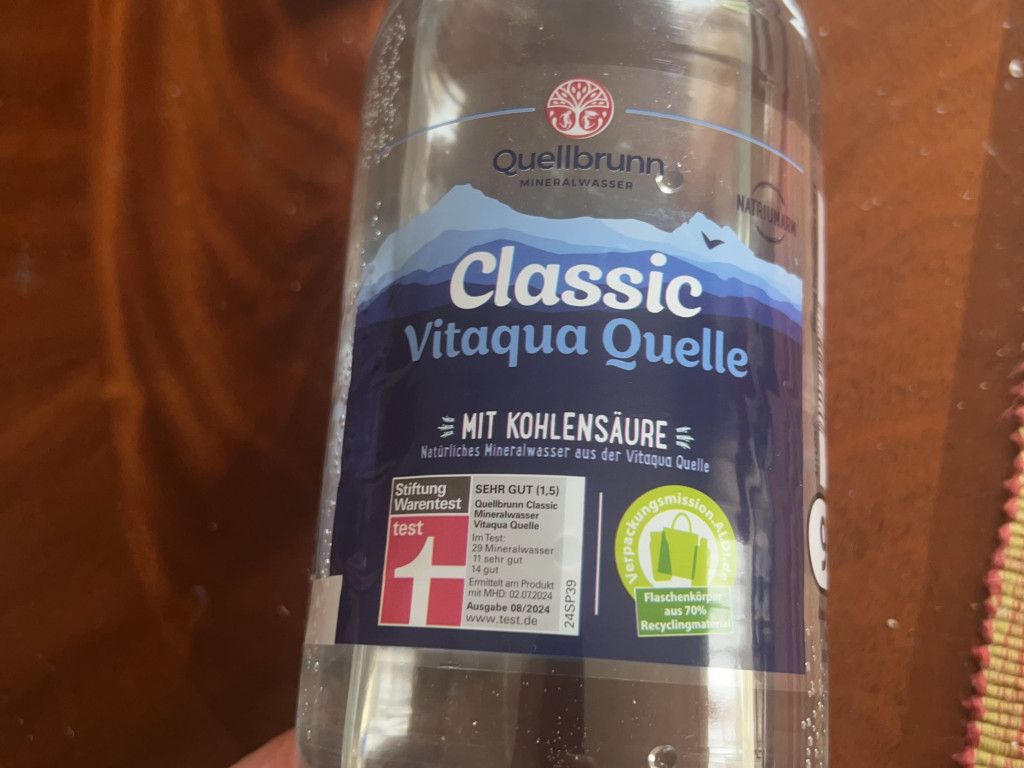 Quellbrunn
MINERALWASSER
NATRIUMARM
Classic
Vitaqua Quelle
MIT KOHLENSÄURE
Natürliches Mineralwasser aus der Vitaqua Quelle
Stiftung
Warentest
test
SEHR GUT (1,5)
Quellbrunn Classic
Mineralwasser
Vitaqua Quelle
Im Test:
29 Mineralwasser
11 sehr gut
14 gut
Ermittelt am Produkt
mit MHD: 02.07.2024
Ausgabe 08/2024
www.test.de
24SP39
Verpackungsmission.ALDI
Flaschenkörper
aus 70%
Recyclingmaterial